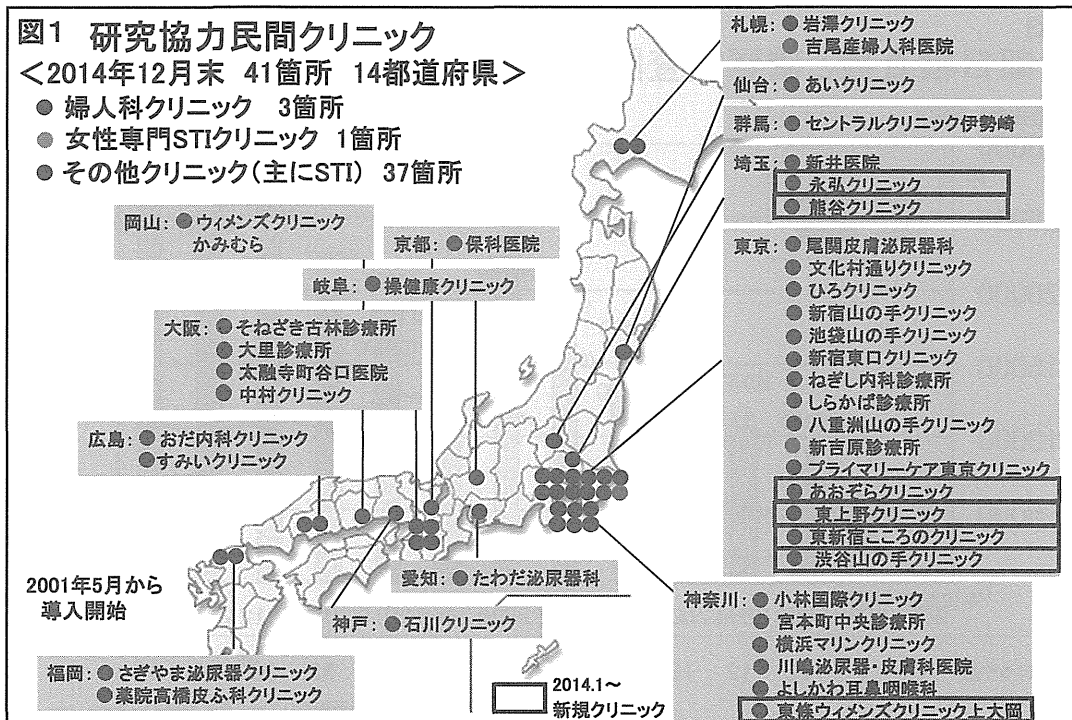 図1 研究協力民間クリニック
<2014年12月末 41箇所 14都道府県>
● 婦人科クリニック 3箇所
● 女性専門STIクリニック 1箇所
● その他クリニック(主にSTI) 37箇所
札幌: ● 岩澤クリニック
● 吉尾産婦人科医院
仙台: ● あいクリニック
群馬: ● セントラルクリニック伊勢崎
埼玉: ● 新井医院
● 永弘クリニック
● 熊谷クリニック
東京: ● 尾関皮膚泌尿器科
● 文化村通りクリニック
● ひろクリニック
● 新宿山の手クリニック
● 池袋山の手クリニック
● 新宿東口クリニック
● ねぎし内科診療所
● しらかば診療所
● 八重洲山の手クリニック
● 新吉原診療所
● プライマリーケア東京クリニック
● あおぞらクリニック
● 東上野クリニック
● 東新宿こころのクリニック
● 渋谷山の手クリニック
神奈川: ● 小林国際クリニック
● 宮本町中央診療所
● 横浜マリンクリニック
● 川嶋泌尿器・皮膚科医院
● よしかわ耳鼻咽喉科
● 東條ウィメンズクリニック上大岡
岡山: ● ウィメンズクリニック
かみむら
京都: ● 保科医院
岐阜: ● 操健康クリニック
大阪: ● そねざき古林診療所
● 大里診療所
● 太融寺町谷口医院
● 中村クリニック
広島: ● おだ内科クリニック
● すみいクリニック
愛知: ● たわだ泌尿器科
神戸: ● 石川クリニック
2001年5月から
導入開始
福岡: ● さぎやま泌尿器クリニック
● 薬院高橋皮ふ科クリニック
2014.1～
新規クリニック